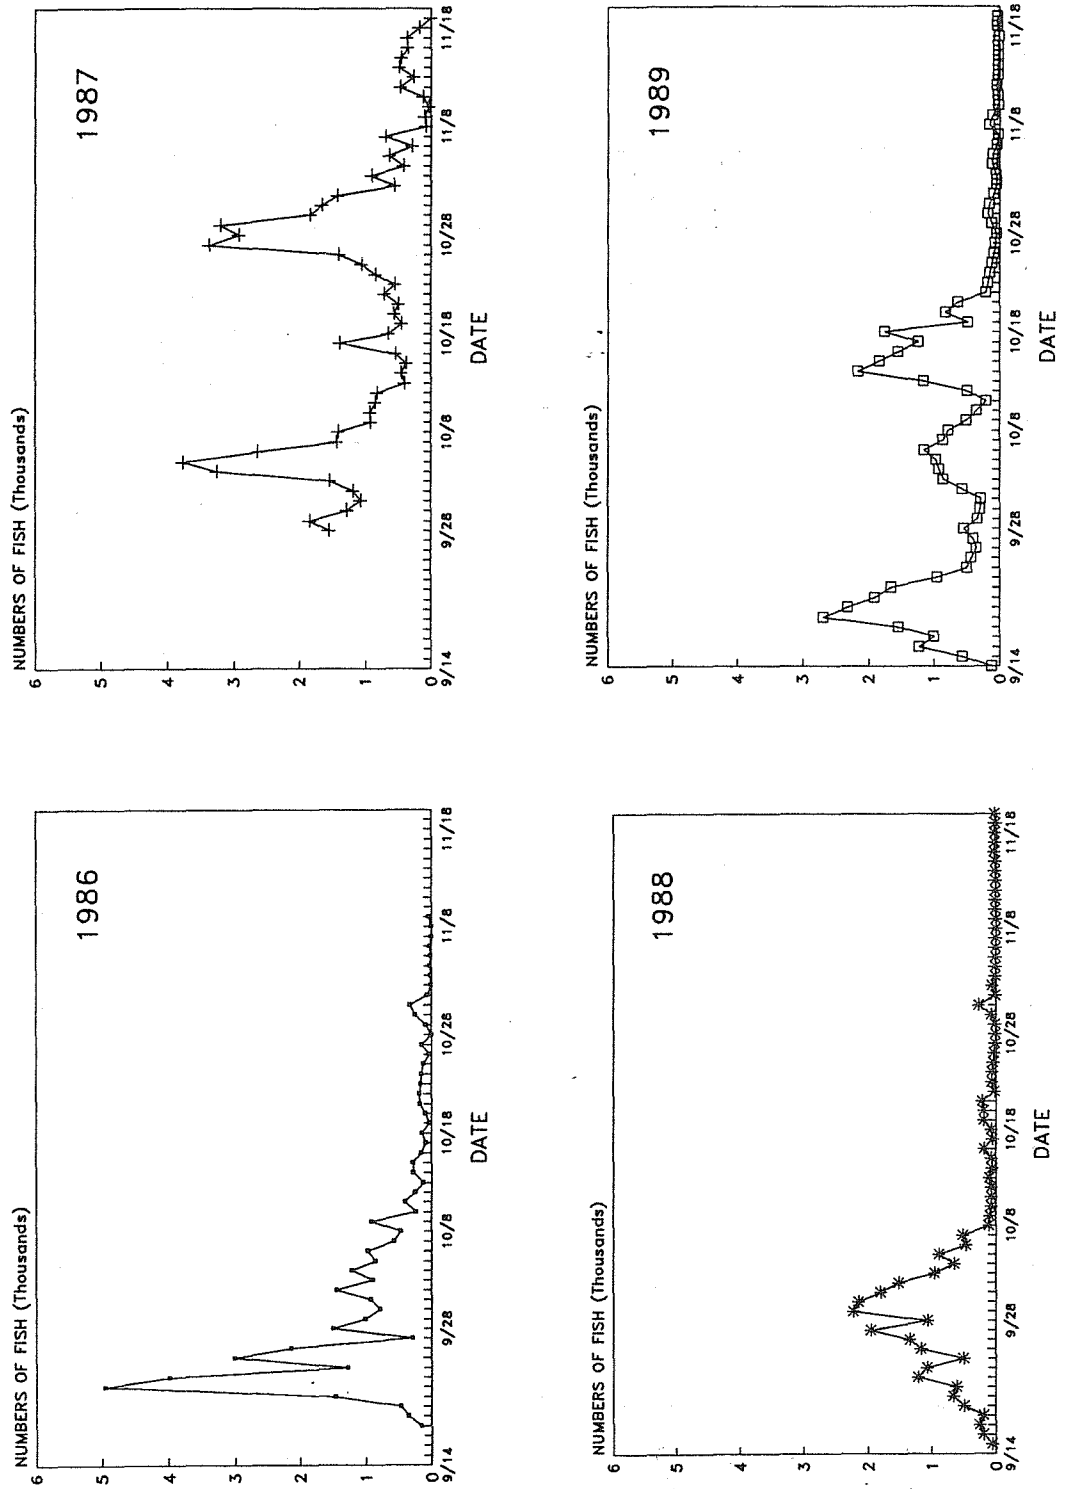 NUMBERS OF FISH (Thousands)
1986
6
5
4
3
2
1
0
9/14 9/28 10/8 10/18 10/28 11/8 11/18
DATE
NUMBERS OF FISH (Thousands)
1987
6
5
4
3
2
1
0
9/14 9/28 10/8 10/18 10/28 11/8 11/18
DATE
NUMBERS OF FISH (Thousands)
1988
6
5
4
3
2
1
0
9/14 9/28 10/8 10/18 10/28 11/8 11/18
DATE
NUMBERS OF FISH (Thousands)
1989
6
5
4
3
2
1
0
9/14 9/28 10/8 10/18 10/28 11/8 11/18
DATE